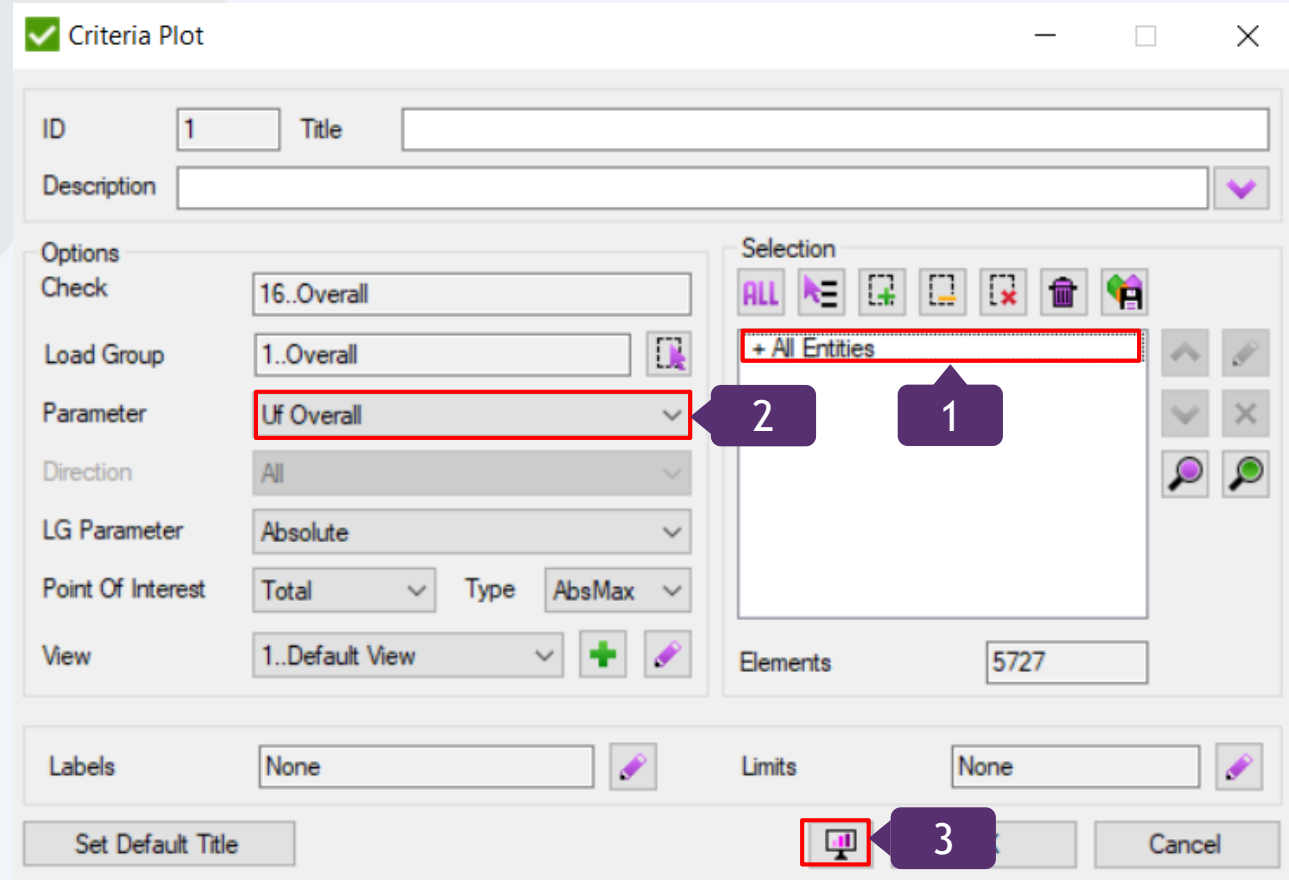 Criteria Plot
ID 1 Title
Description
Options
Check 16..Overall
Load Group 1..Overall
Parameter Uf Overall
2
Direction All
LG Parameter Absolute
Point Of Interest Total Type AbsMax
View 1..Default View
Selection
ALL
+ All Entities
1
Elements 5727
Labels None
Limits None
Set Default Title
3
Cancel